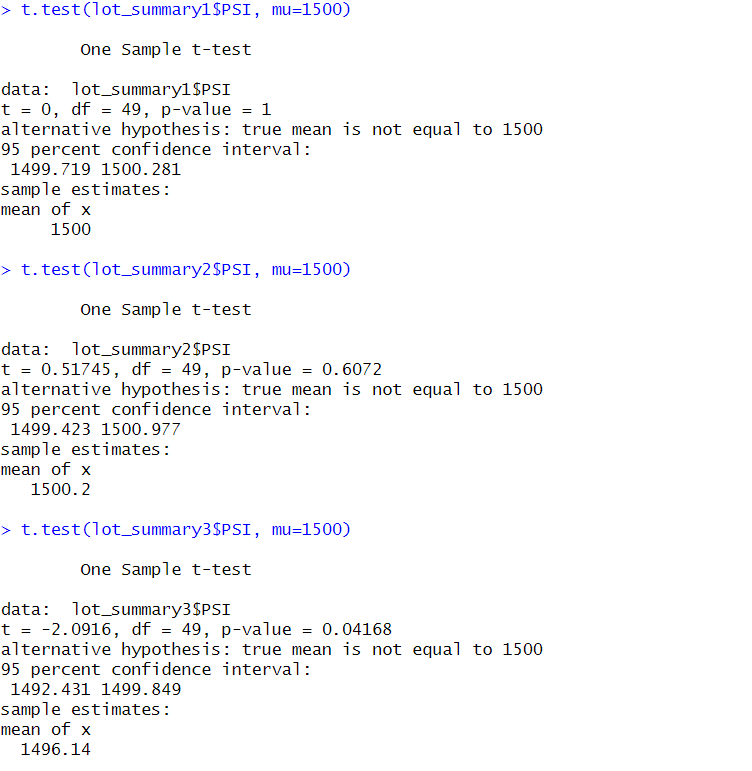 > t.test(lot_summary1$PSI, mu=1500)
One Sample t-test
data:  lot_summary1$PSI
t = 0, df = 49, p-value = 1
alternative hypothesis: true mean is not equal to 1500
95 percent confidence interval:
1499.719 1500.281
sample estimates:
mean of x
1500
> t.test(lot_summary2$PSI, mu=1500)
One Sample t-test
data:  lot_summary2$PSI
t = 0.51745, df = 49, p-value = 0.6072
alternative hypothesis: true mean is not equal to 1500
95 percent confidence interval:
1499.423 1500.977
sample estimates:
mean of x
1500.2
> t.test(lot_summary3$PSI, mu=1500)
One Sample t-test
data:  lot_summary3$PSI
t = -2.0916, df = 49, p-value = 0.04168
alternative hypothesis: true mean is not equal to 1500
95 percent confidence interval:
1492.431 1499.849
sample estimates:
mean of x
1496.14